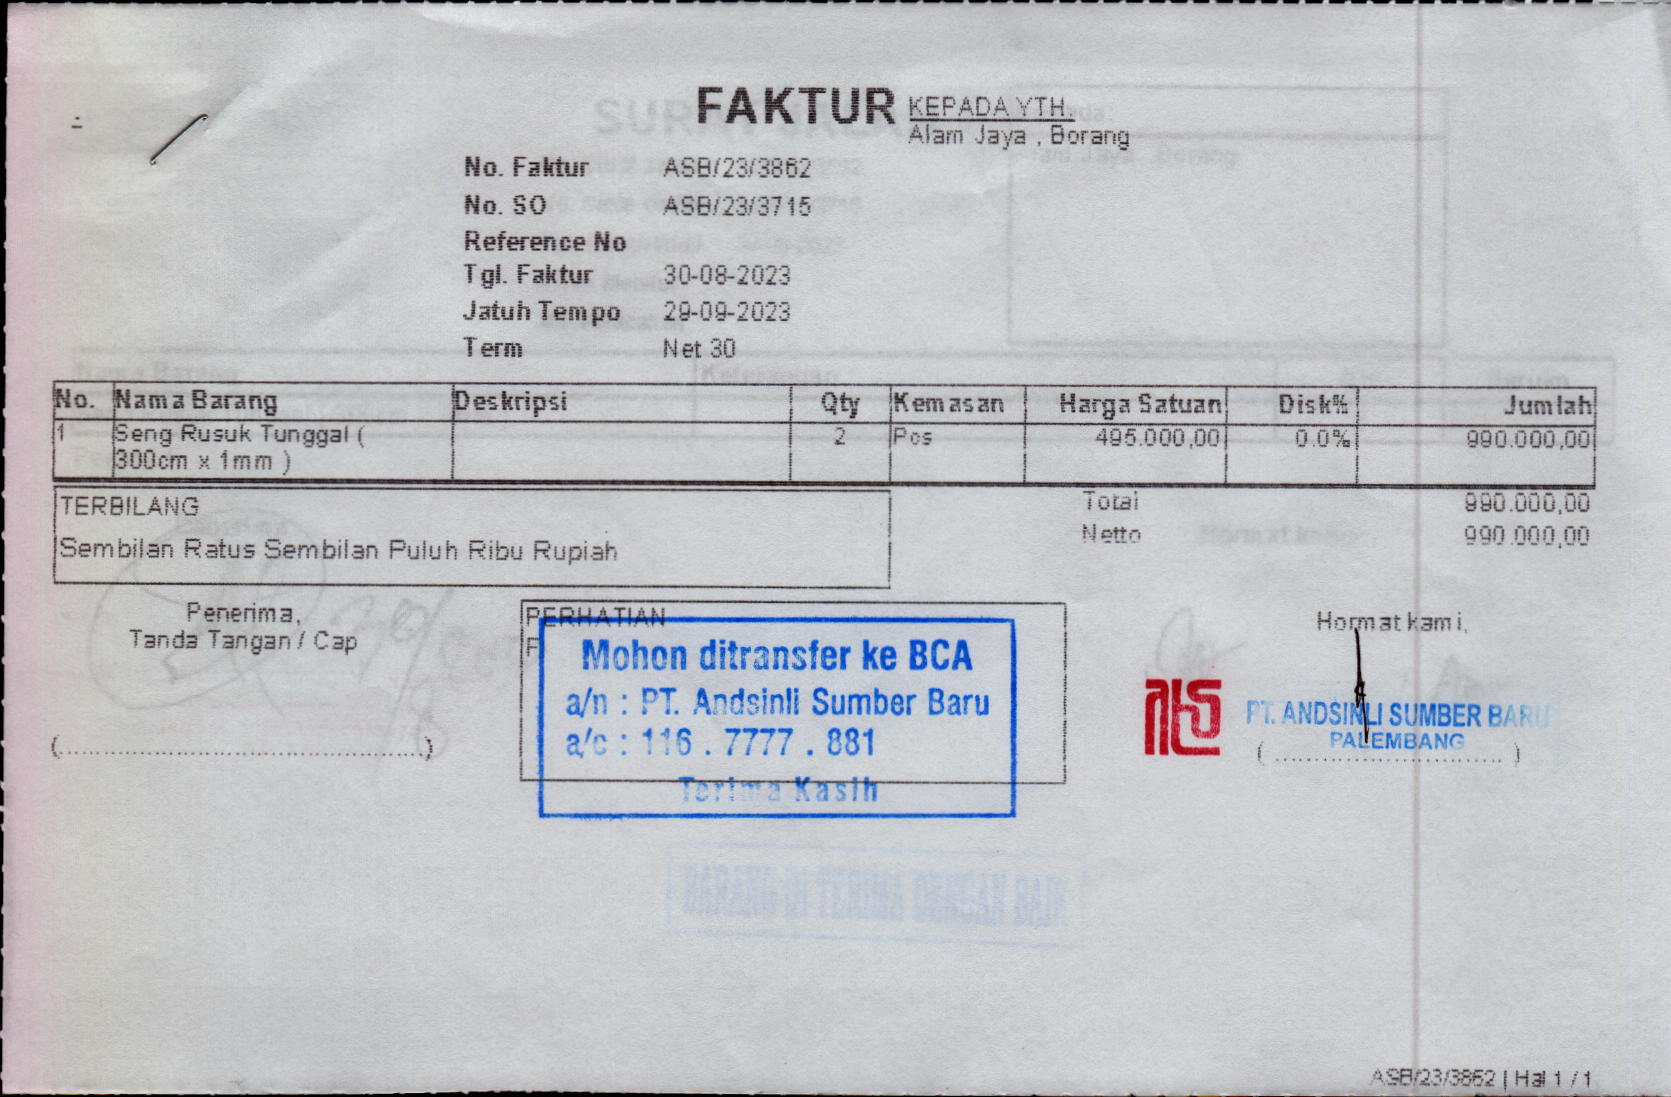 FAKTUR
KEPADA YTH.
Alam Jaya , Borang
No. Faktur ASB/23/3862
No. SO ASB/23/3715
Reference No
Tgl. Faktur 30-08-2023
Jatuh Tempo 29-09-2023
Term Net 30
No. Nama Barang Deskripsi Qty Kemasan Harga Satuan Disk% Jumlah
1 Seng Rusuk Tunggal ( 2 Pcs 495.000,00 0.0% 990.000,00
300cm x 1mm )
TERBILANG Total 990.000,00
Netto 990.000,00
Sembilan Ratus Sembilan Puluh Ribu Rupiah
Penerima,
Tanda Tangan / Cap
(..................................................)
PERHATIAN
Mohon ditransfer ke BCA
a/n : PT. Andsinli Sumber Baru
a/c : 116 . 7777 . 881
Terima Kasih
Hormat kami,
PT. ANDSINLI SUMBER BARU
PALEMBANG
( ............................... )
BARANG DI TERIMA DENGAN BAIK
ASB/23/3862 | Hal 1 / 1